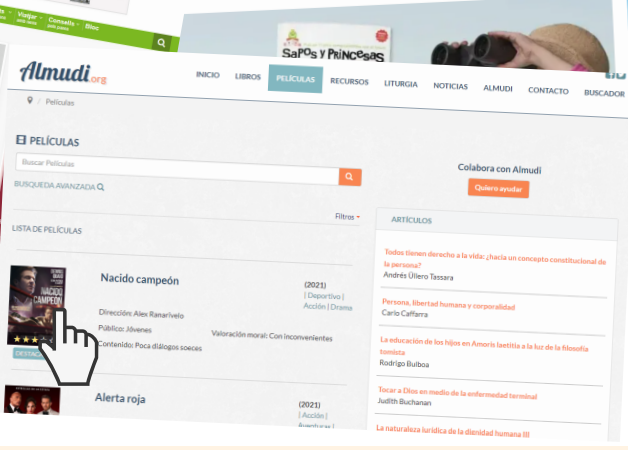 Viajar
Consells
Bloc
SaPoS Y PRiNCeSaS
Almudi.org
INICIO LIBROS PELÍCULAS RECURSOS LITURGIA NOTICIAS ALMUDI CONTACTO BUSCADOR
/ Películas
PELÍCULAS
Buscar Películas
BUSQUEDA AVANZADA
Filtros
LISTA DE PELÍCULAS
NACIDO
CAMPEÓN
DESTACA
Nacido campeón
(2021)
| Deportivo |
Acción | Drama
Dirección: Alex Ranarivelo
Público: Jóvenes
Valoración moral: Con inconvenientes
Contenido: Poca diálogos soeces
Alerta roja
(2021)
| Acción |
Aventuras |
Colabora con Almudi
Quiero ayudar
ARTÍCULOS
Todos tienen derecho a la vida: ¿hacia un concepto constitucional de
la persona?
Andrés Ollero Tassara
Persona, libertad humana y corporalidad
Carlo Caffarra
La educación de los hijos en Amoris laetitia a la luz de la filosofía
tomista
Rodrigo Bulboa
Tocar a Dios en medio de la enfermedad terminal
Judith Buchanan
La naturaleza jurídica de la dignidad humana III